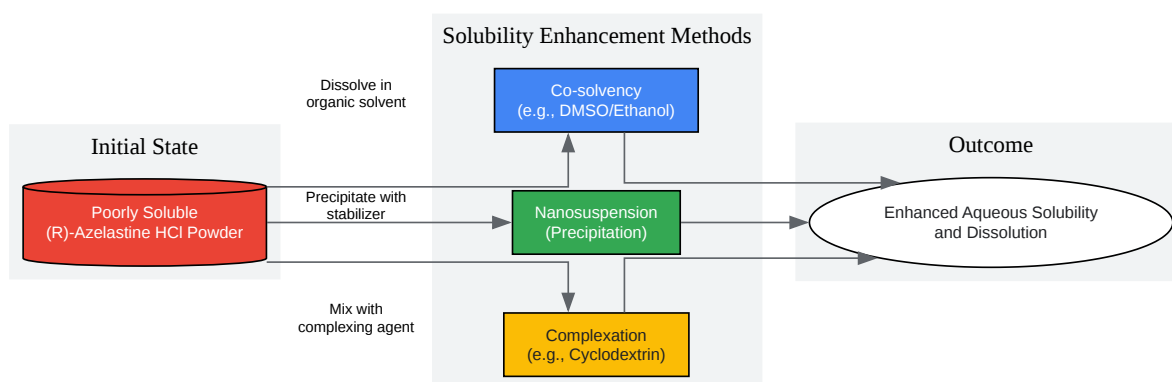 Initial State
Poorly Soluble
(R)-Azelastine HCl Powder
Dissolve in
organic solvent
Precipitate with
stabilizer
Mix with
complexing agent
Solubility Enhancement Methods
Co-solvency
(e.g., DMSO/Ethanol)
Nanosuspension
(Precipitation)
Complexation
(e.g., Cyclodextrin)
Outcome
Enhanced Aqueous Solubility
and Dissolution